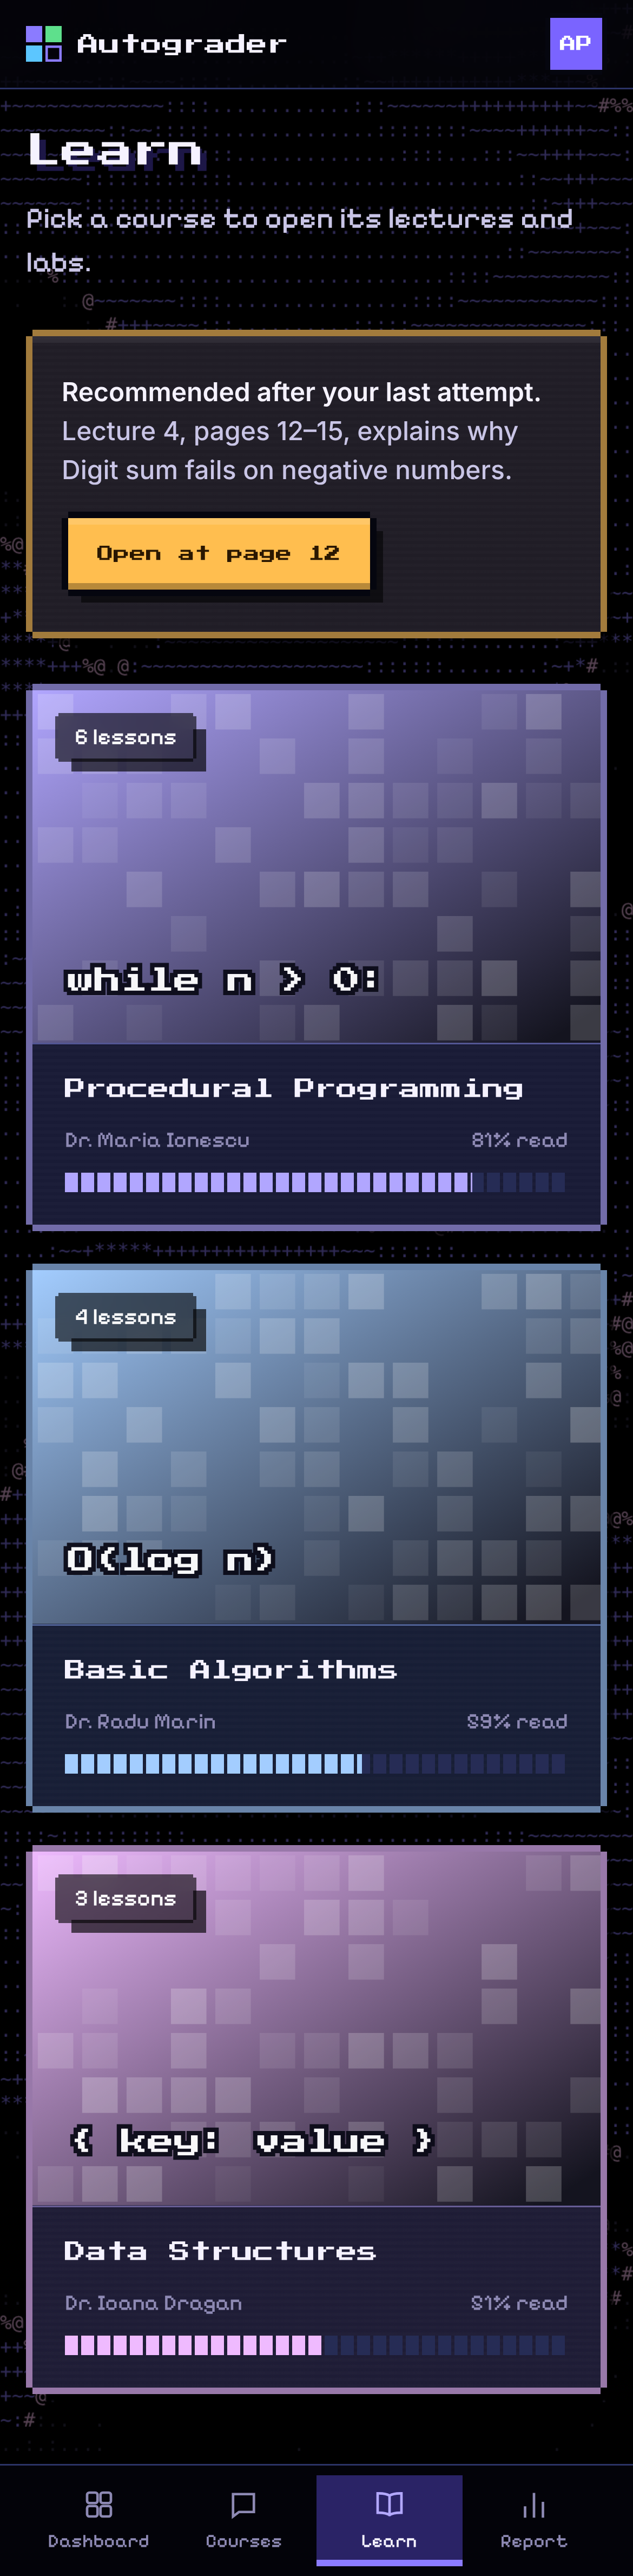 Autograder
AP
Learn
Pick a course to open its lectures and
labs.
Recommended after your last attempt.
Lecture 4, pages 12–15, explains why
Digit sum fails on negative numbers.
Open at page 12
6 lessons
while n > 0:
Procedural Programming
Dr. Maria Ionescu
81% read
4 lessons
O(log n)
Basic Algorithms
Dr. Radu Marin
59% read
3 lessons
{ key: value }
Data Structures
Dr. Ioana Dragan
51% read
Dashboard
Courses
Learn
Report